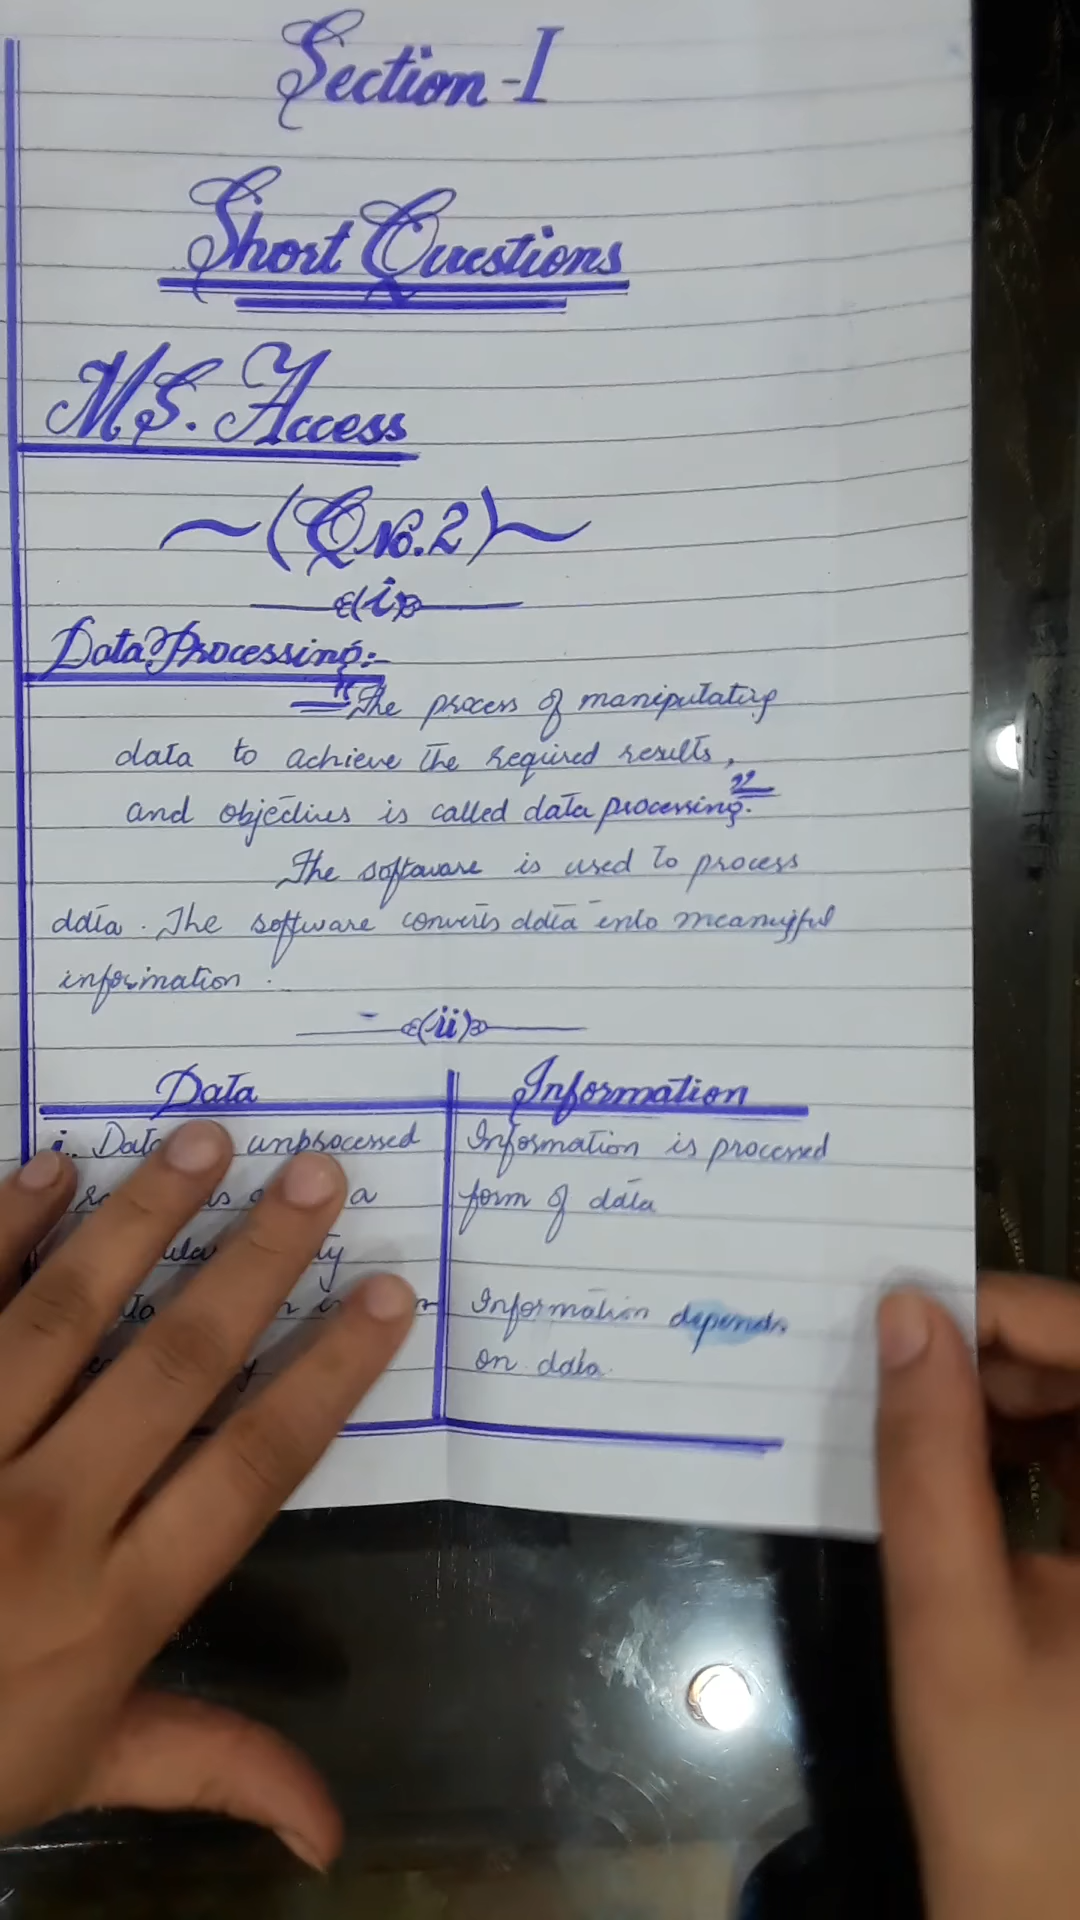 Section-I
Short Questions
MS. Access
~(Q No.2)~
(i)
Data Processing:-
"The process of manipulating
data to achieve the required results,
and objectives is called data processing."
The software is used to process
data. The software converts data into meaningful
information.
(ii)
Data
i. Data unprocessed
a
Information
Information is processed
form of data
Information depends
on data.